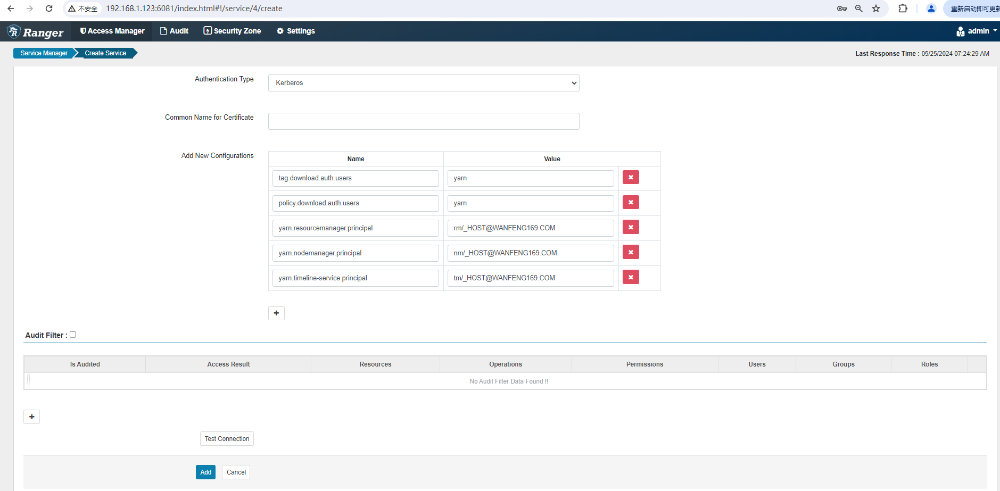 不安全
192.168.1.123:6081/index.html#!/service/4/create
重新启动即可更新
Ranger
Access Manager
Audit
Security Zone
Settings
admin
Service Manager
Create Service
Last Response Time : 05/25/2024 07:24:29 AM
Authentication Type
Kerberos
Common Name for Certificate
Add New Configurations
Name Value
tag.download.auth.users yarn
policy.download.auth.users yarn
yarn.resourcemanager.principal rm/_HOST@WANFENG169.COM
yarn.nodemanager.principal nm/_HOST@WANFENG169.COM
yarn.timeline-service.principal tm/_HOST@WANFENG169.COM
Audit Filter :
Is Audited Access Result Resources Operations Permissions Users Groups Roles
No Audit Filter Data Found !!
Test Connection
Add Cancel